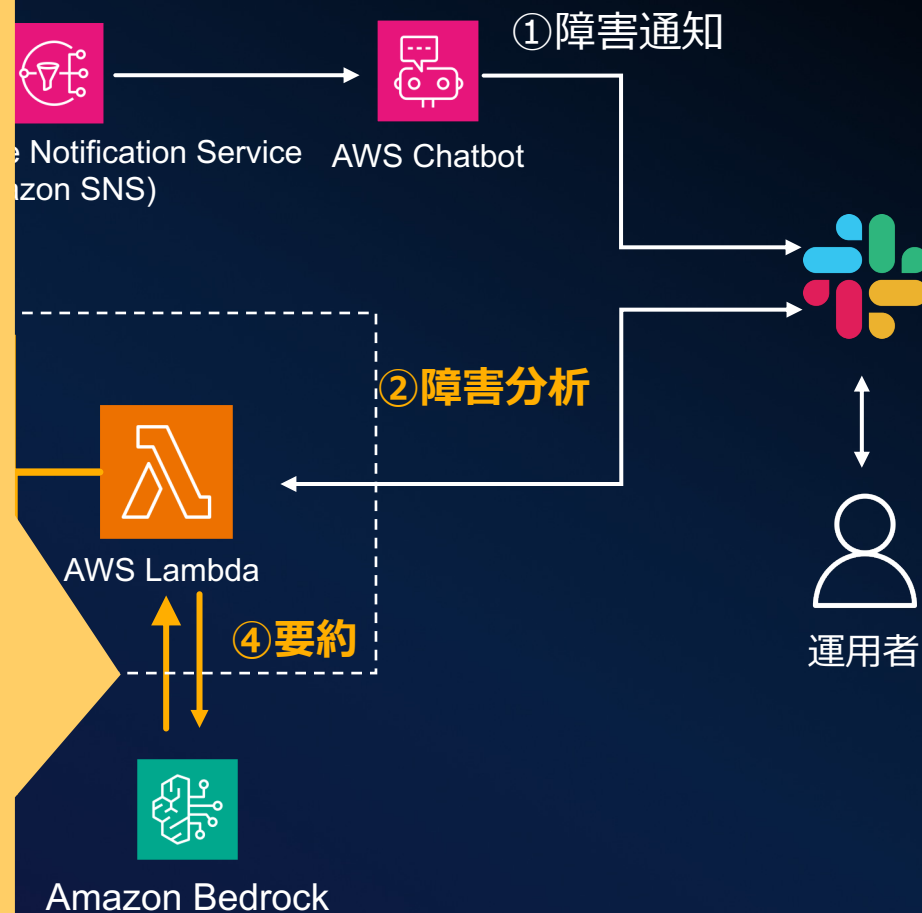 ①障害通知
Notification Service
AWS Chatbot
azon SNS)
②障害分析
AWS Lambda
④要約
運用者
Amazon Bedrock